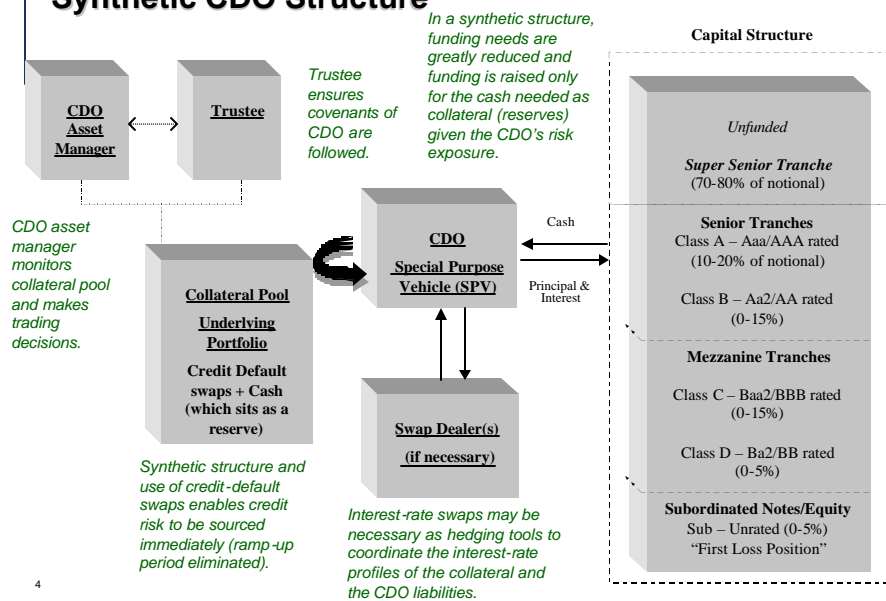 Synthetic CDO Structure
In a synthetic structure,
funding needs are
greatly reduced and
funding is raised only
for the cash needed as
collateral (reserves)
given the CDO's risk
exposure.
Capital Structure
CDO
Asset
Manager
Trustee
Trustee
ensures
covenants of
CDO are
followed.
Unfunded
Super Senior Tranche
(70-80% of notional)
CDO asset
manager
monitors
collateral pool
and makes
trading
decisions.
Collateral Pool
Underlying
Portfolio
Credit Default
swaps + Cash
(which sits as a
reserve)
CDO
Special Purpose
Vehicle (SPV)
Cash
Principal &
Interest
Senior Tranches
Class A – Aaa/AAA rated
(10-20% of notional)
Class B – Aa2/AA rated
(0-15%)
Mezzanine Tranches
Class C – Baa2/BBB rated
(0-15%)
Class D – Ba2/BB rated
(0-5%)
Subordinated Notes/Equity
Sub – Unrated (0-5%)
“First Loss Position”
Swap Dealer(s)
(if necessary)
Synthetic structure and
use of credit-default
swaps enables credit
risk to be sourced
immediately (ramp-up
period eliminated).
Interest-rate swaps may be
necessary as hedging tools to
coordinate the interest-rate
profiles of the collateral and
the CDO liabilities.
4